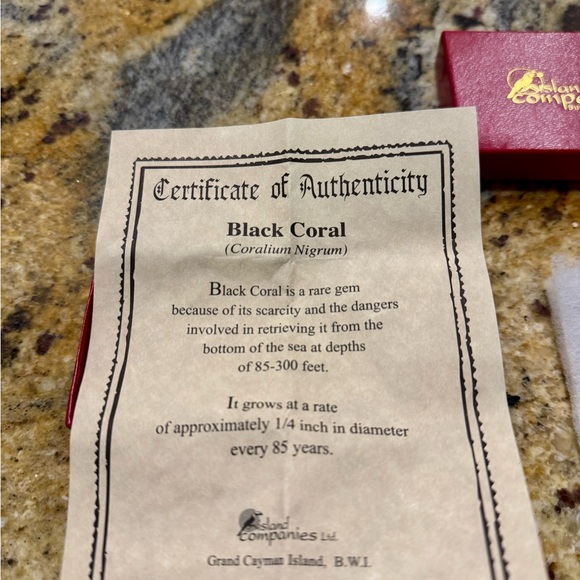 Island
Compa
Certificate of Authenticity
Black Coral
(Coralium Nigrum)
Black Coral is a rare gem
because of its scarcity and the dangers
involved in retrieving it from the
bottom of the sea at depths
of 85-300 feet.
It grows at a rate
of approximately 1/4 inch in diameter
every 85 years.
Island
Companies Ltd.
Grand Cayman Island, B.W.I.